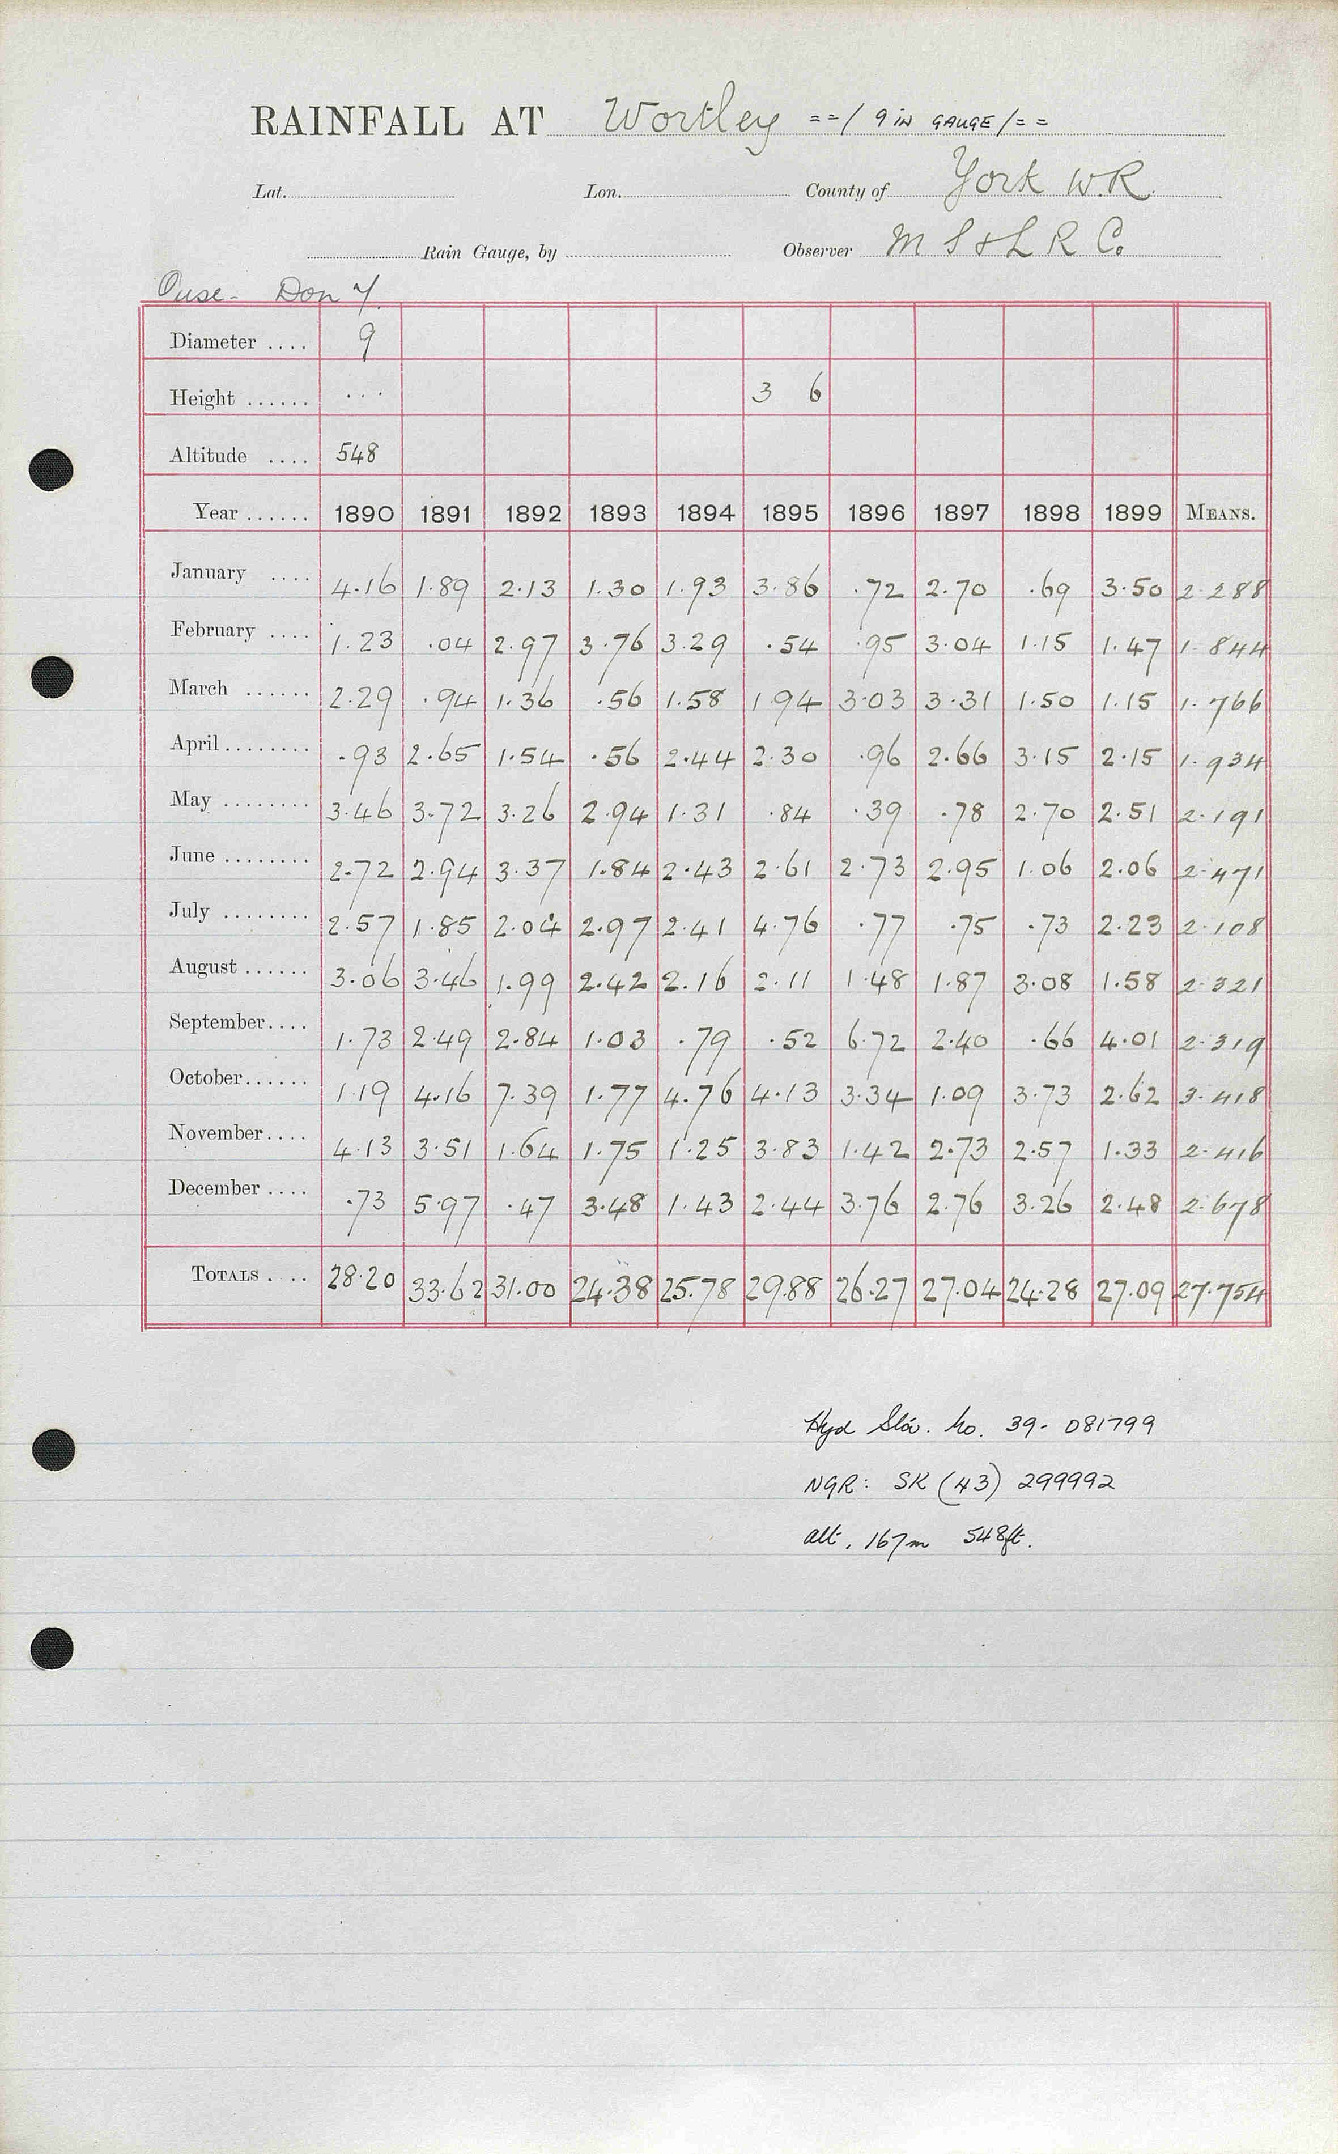 RAINFALL AT Wortley = = / 9 IN GAUGE / = =
Lat. Lon. County of York W.R.
Rain Gauge, by Observer M S & L R Co.
Ouse - Don 7.
Diameter .... 9
Height ...... ... 3 6
Altitude .... 548
Year ...... 1890 1891 1892 1893 1894 1895 1896 1897 1898 1899 MEANS.
January .... 4.16 1.89 2.13 1.30 1.93 3.86 .72 2.70 .69 3.50 2.288
February .... 1.23 .04 2.97 3.76 3.29 .54 .95 3.04 1.15 1.47 1.844
March ...... 2.29 .94 1.36 .56 1.58 1 94 3.03 3.31 1.50 1.15 1.766
April ........ .93 2.65 1.54 .56 2.44 2.30 .96 2.66 3.15 2.15 1.934
May ........ 3.46 3.72 3.26 2.94 1.31 .84 .39 .78 2.70 2.51 2.191
June ........ 2.72 2.94 3.37 1.84 2.43 2.61 2.73 2.95 1.06 2.06 2.471
July ........ 2.57 1.85 2.04 2.97 2.41 4.76 .77 .75 .73 2.23 2.108
August ...... 3.06 3.46 1.99 2.42 2.16 2.11 1.48 1.87 3.08 1.58 2.321
September .... 1.73 2.49 2.84 1.03 .79 .52 6.72 2.40 .66 4.01 2.319
October ...... 1.19 4.16 7.39 1.77 4.76 4.13 3.34 1.09 3.73 2.62 3.418
November .... 4.13 3.51 1.64 1.75 1.25 3.83 1.42 2.73 2.57 1.33 2.416
December .... .73 5.97 .47 3.48 1.43 2.44 3.76 2.76 3.26 2.48 2.678
TOTALS .... 28.20 33.62 31.00 24.38 25.78 29.88 26.27 27.04 24.28 27.09 27.754
Hyd Sta. No. 39- 081799
NGR: SK (43) 299992
alt. 167m 548ft.